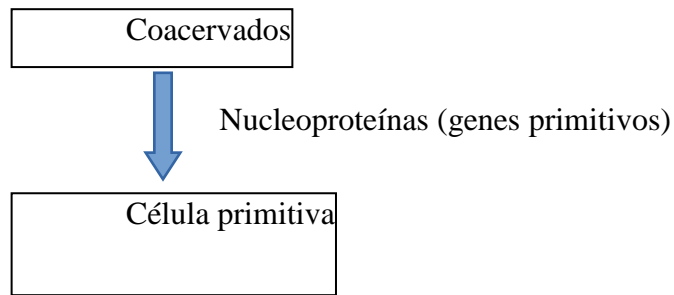 Coacervados
Nucleoproteínas (genes primitivos)
Célula primitiva